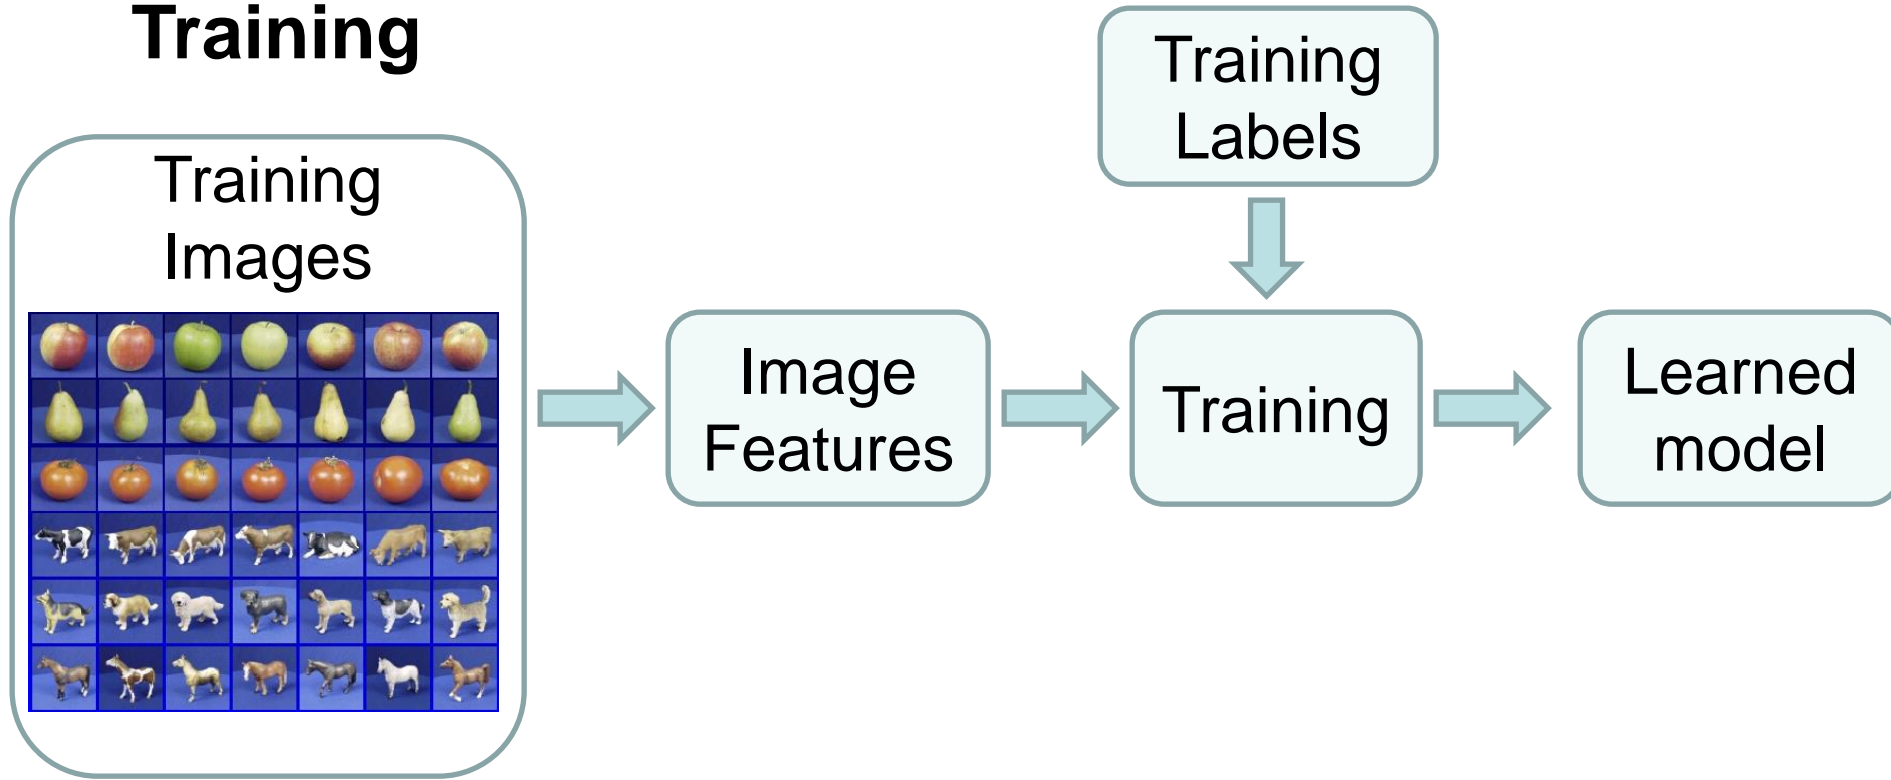 Training
Training
Images
Image
Features
Training
Labels
Training
Learned
model